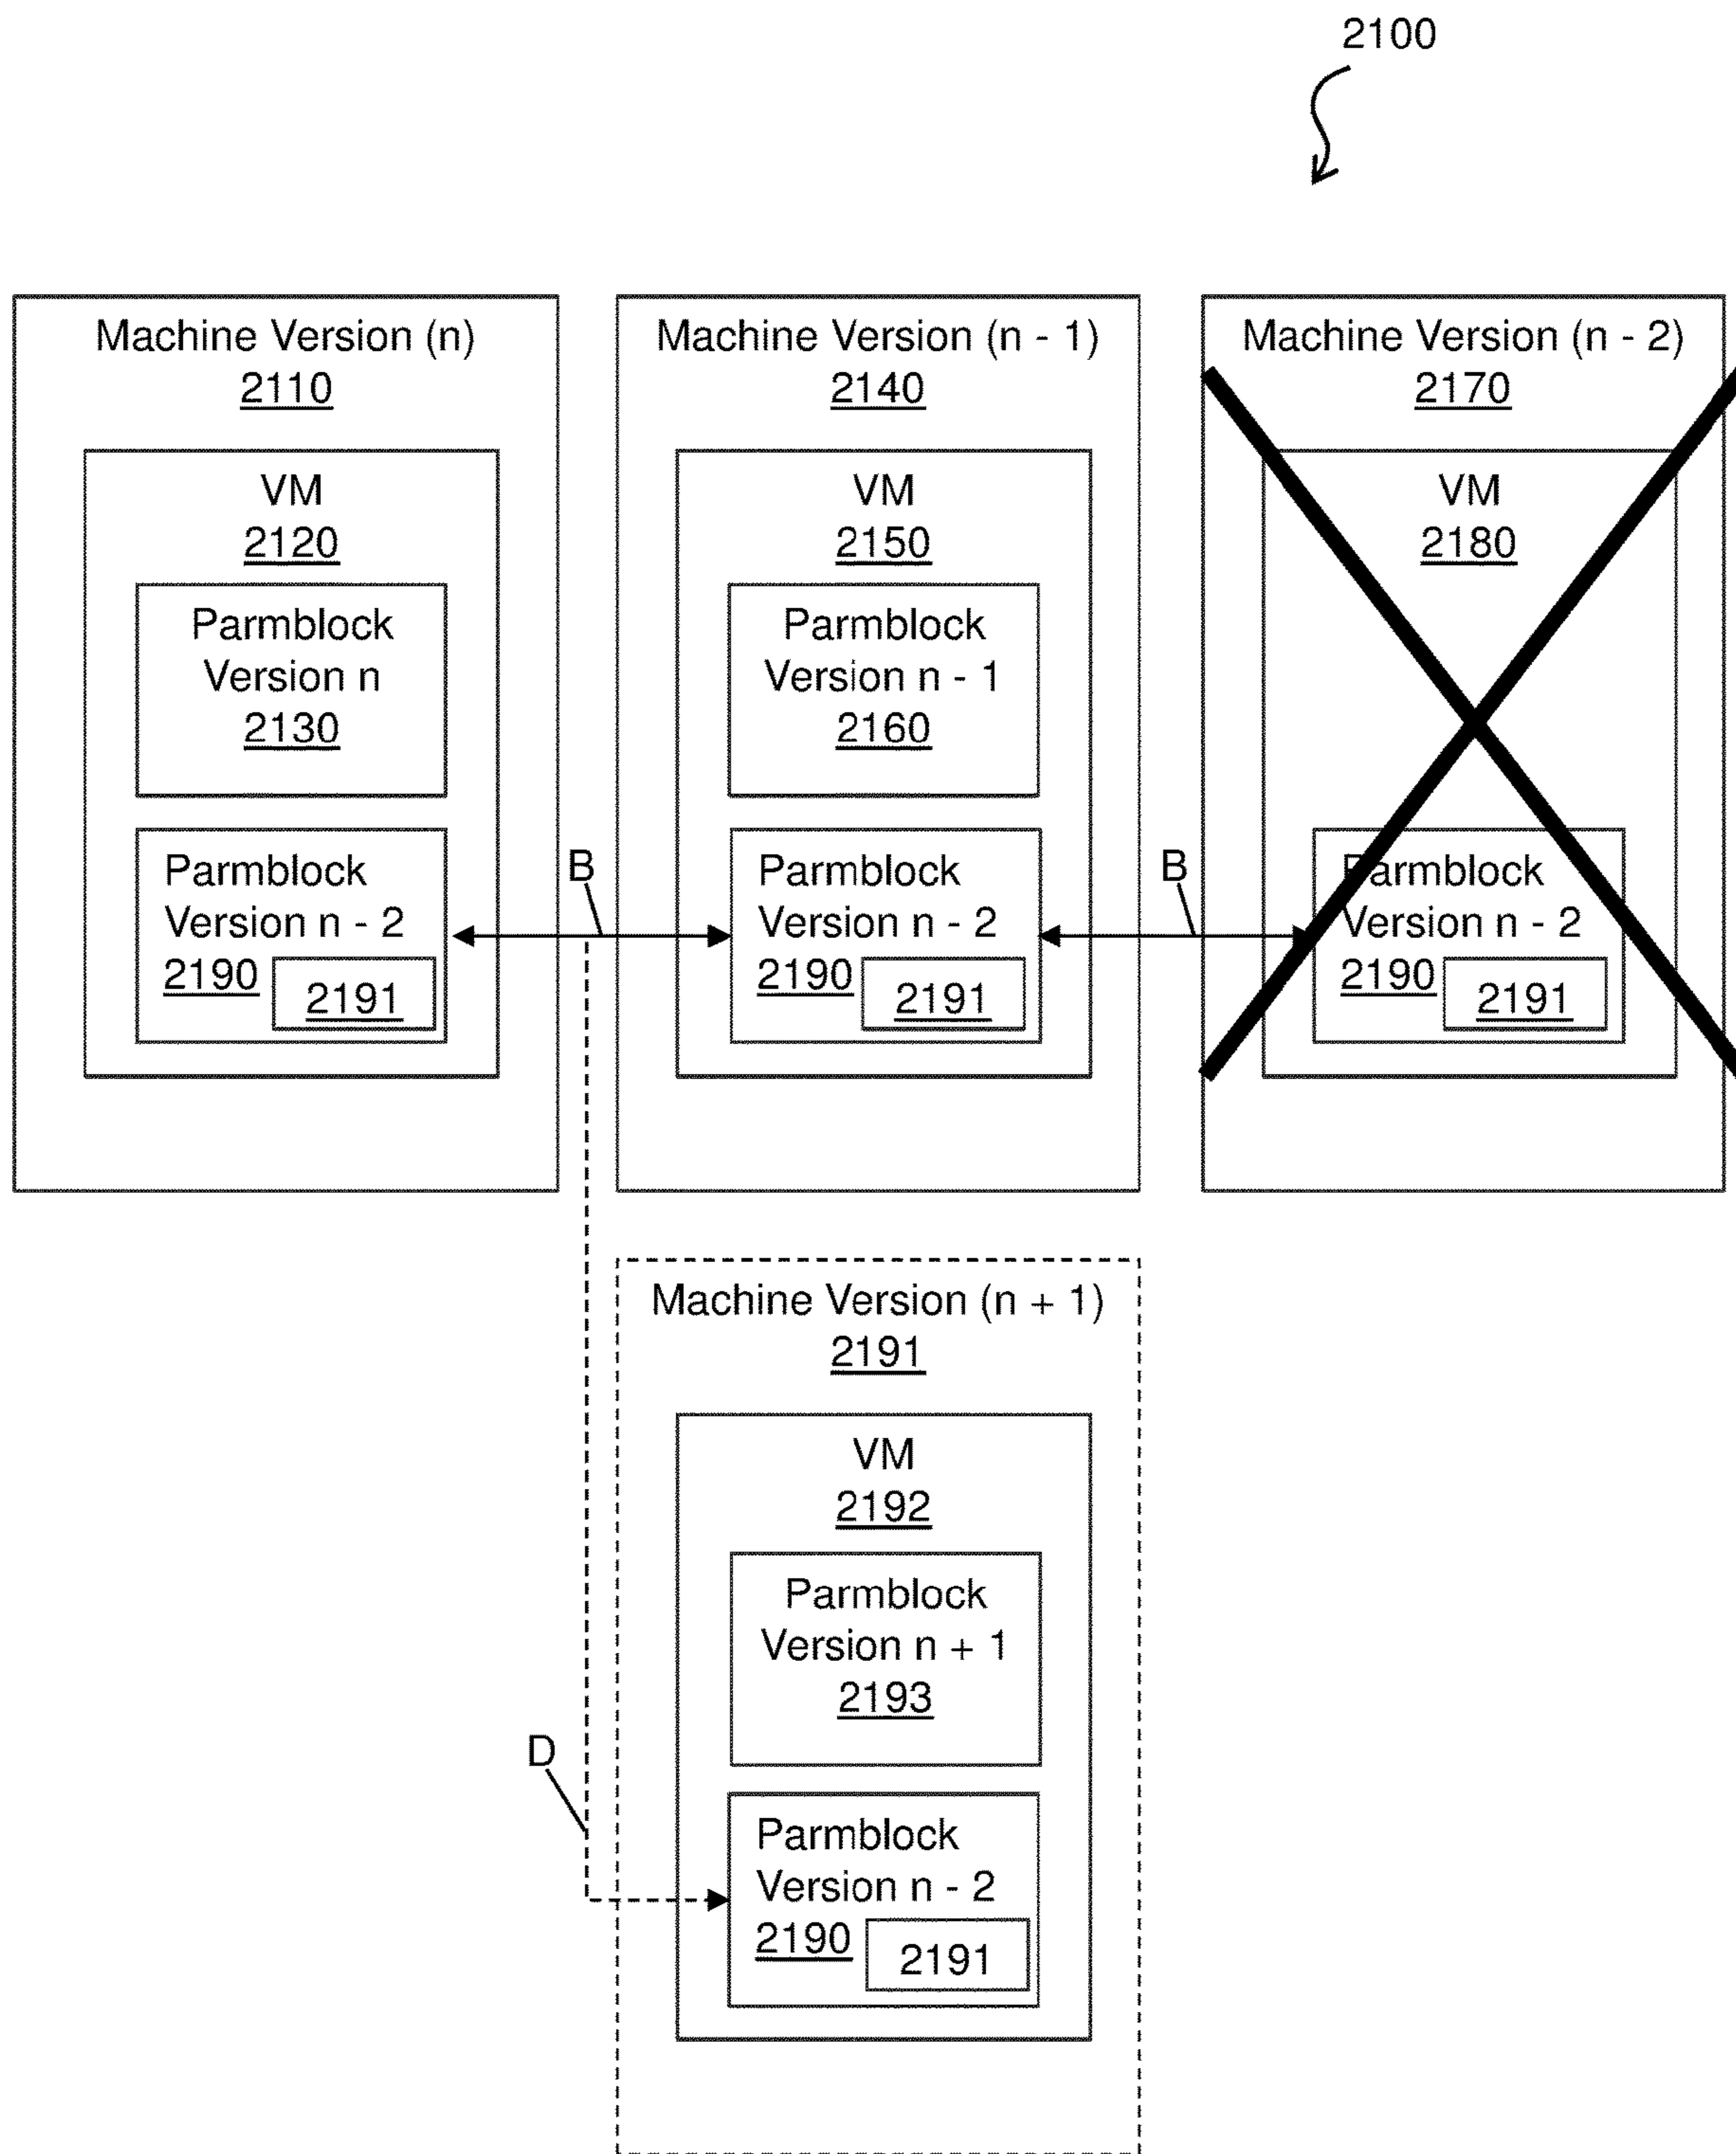 2100
Machine Version (n)
2110
VM
2120
Parmblock
Version n
2130
Parmblock
Version n - 2
2190
2191
B
Machine Version (n - 1)
2140
VM
2150
Parmblock
Version n - 1
2160
Parmblock
Version n - 2
2190
2191
B
Machine Version (n - 2)
2170
VM
2180
Parmblock
Version n - 2
2190
2191
Machine Version (n + 1)
2191
VM
2192
Parmblock
Version n + 1
2193
D
Parmblock
Version n - 2
2190
2191